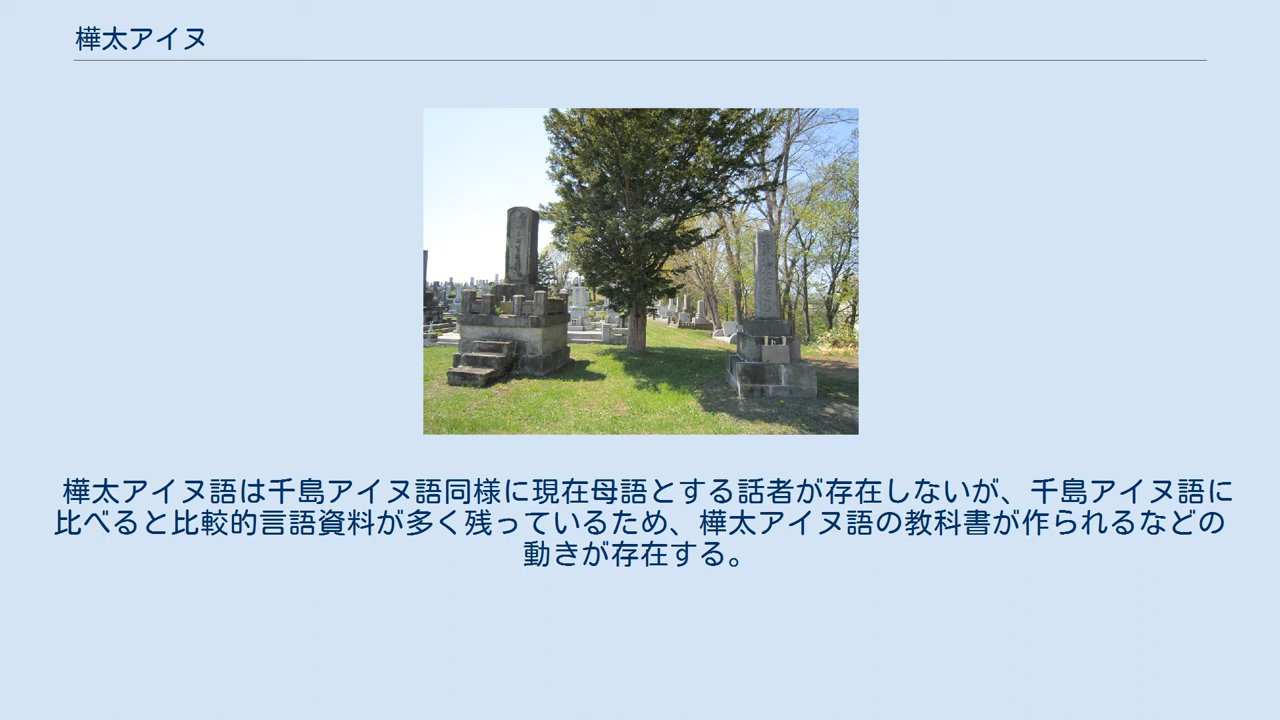 樺太アイヌ
樺太アイヌ語は千島アイヌ語同様に現在母語とする話者が存在しないが、千島アイヌ語に
比べると比較的言語資料が多く残っているため、樺太アイヌ語の教科書が作られるなどの
動きが存在する。